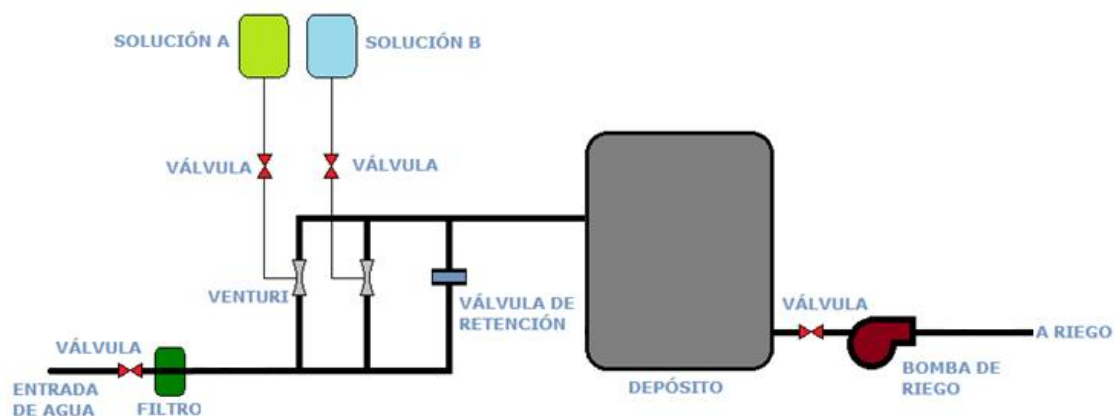 SOLUCIÓN A
SOLUCIÓN B
VÁLVULA
VÁLVULA
VENTURI
VÁLVULA DE
RETENCIÓN
VÁLVULA
A RIEGO
VÁLVULA
ENTRADA
DE AGUA
FILTRO
DEPÓSITO
BOMBA DE
RIEGO